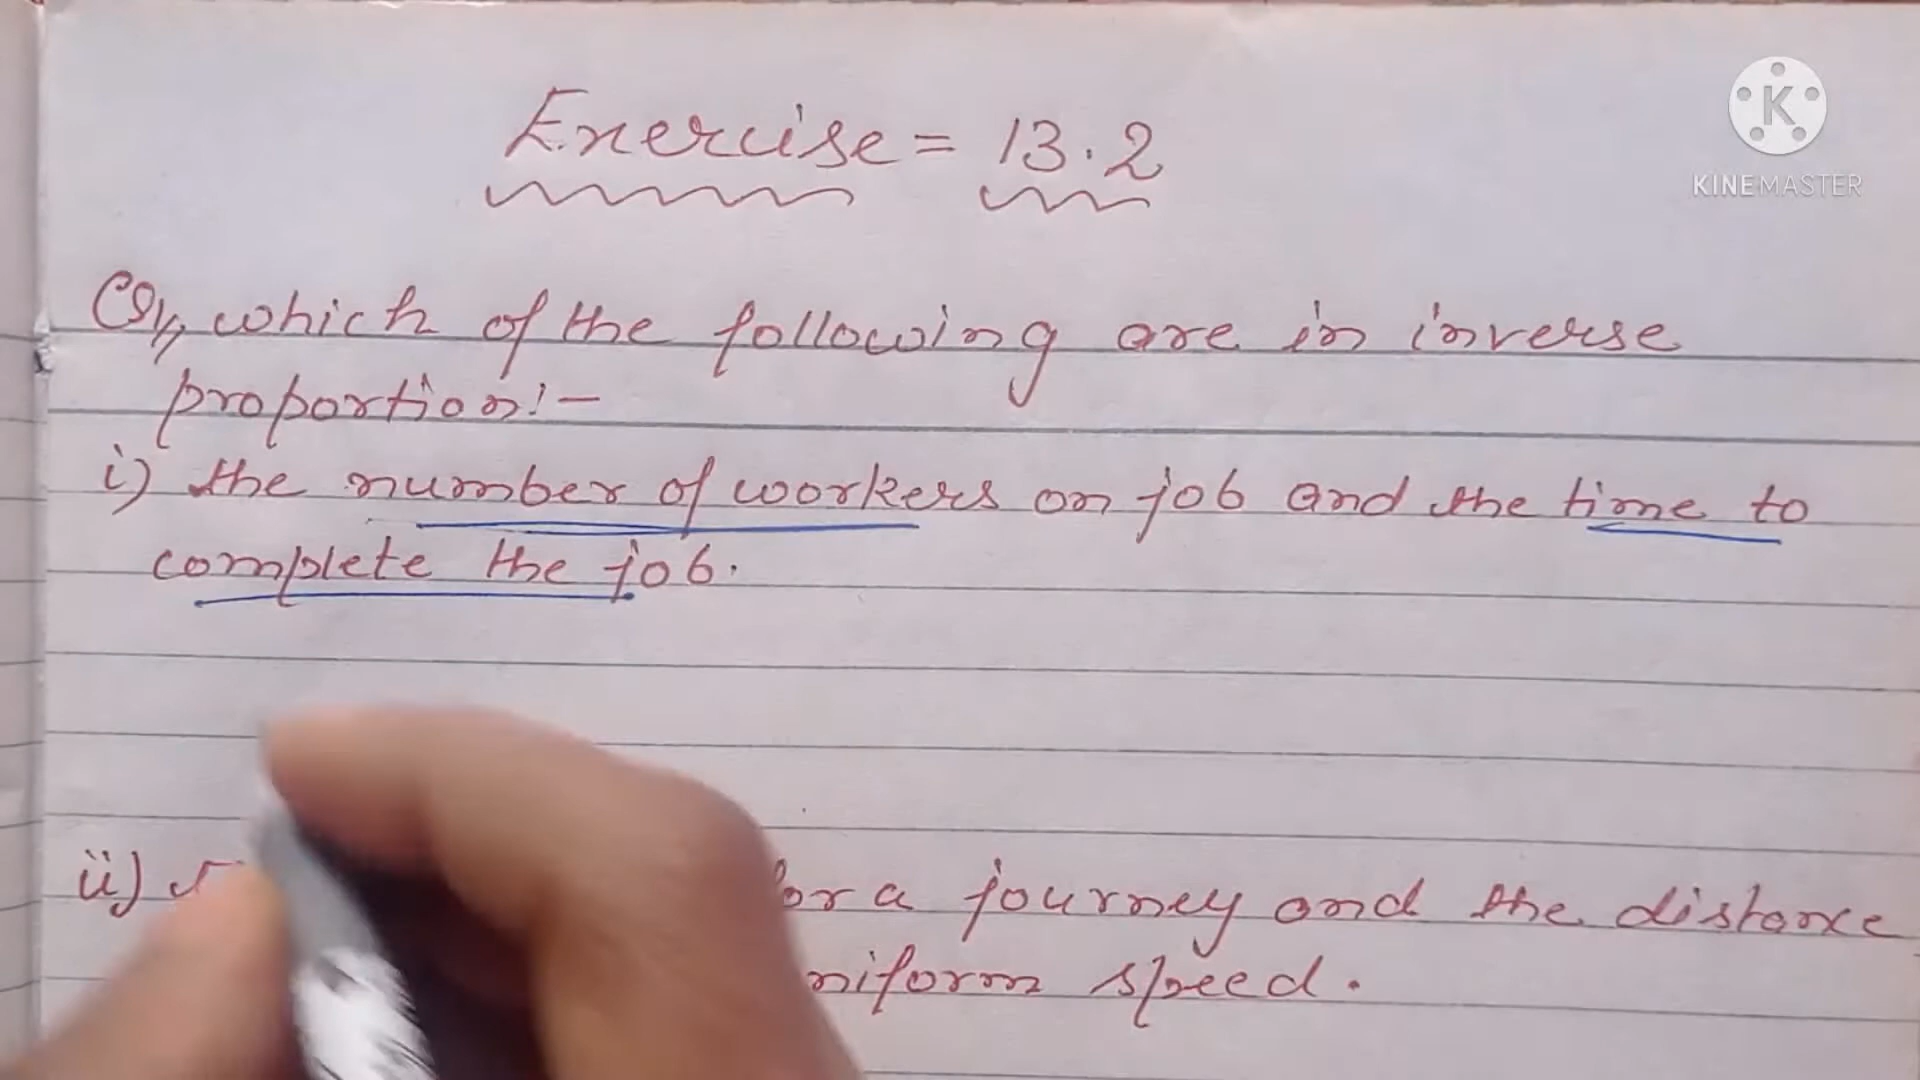 Exercise = 13.2
K
KINEMASTER
Q1, which of the following are in inverse
proportion:-
i) the number of workers on job and the time to
complete the job.
ii) for a journey and the distance
uniform speed.